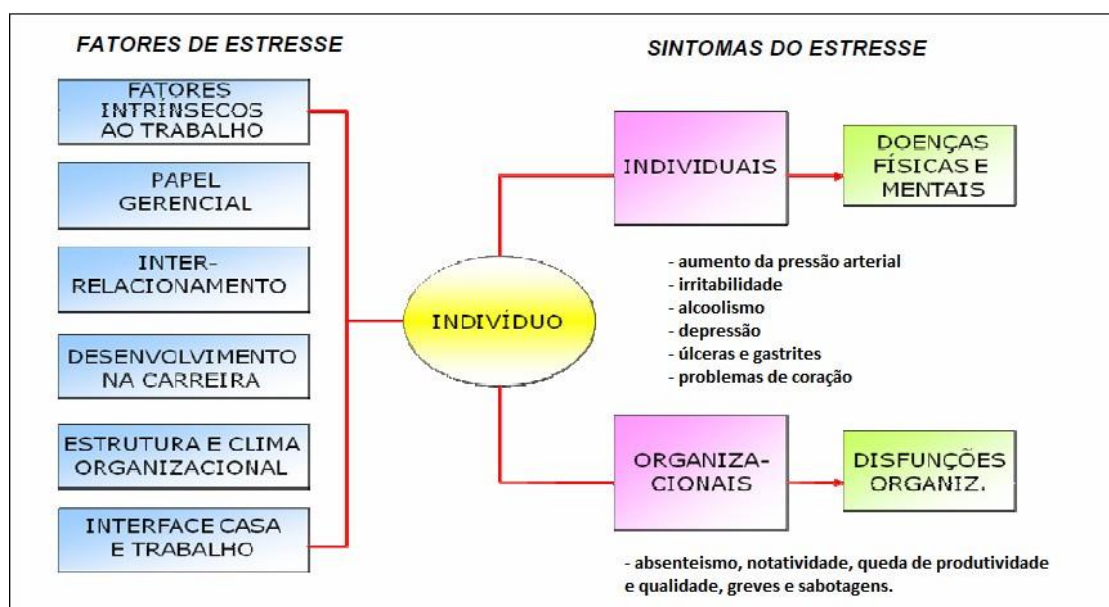 FATORES DE ESTRESSE
FATORES
INTRÍNSECOS
AO TRABALHO
PAPEL
GERENCIAL
INTER-
RELACIONAMENTO
DESENVOLVIMENTO
NA CARREIRA
ESTRUTURA E CLIMA
ORGANIZACIONAL
INTERFACE CASA
E TRABALHO
INDIVÍDUO
SINTOMAS DO ESTRESSE
INDIVIDUAIS
DOENÇAS
FÍSICAS E
MENTAIS
- aumento da pressão arterial
- irritabilidade
- alcoolismo
- depressão
- úlceras e gastrites
- problemas de coração
ORGANIZA-
CIONAIS
DISFUNÇÕES
ORGANIZ.
- absenteismo, notatividade, queda de produtividade
e qualidade, greves e sabotagens.